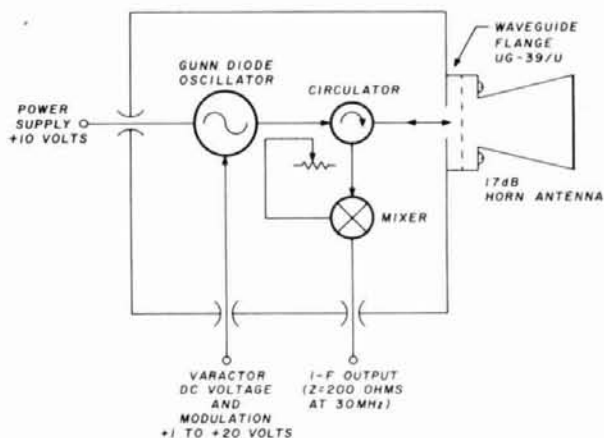 WAVEGUIDE
FLANGE
UG-39/U
GUNN DIODE
OSCILLATOR
CIRCULATOR
POWER
SUPPLY
+10 VOLTS
17dB
HORN ANTENNA
MIXER
VARACTOR
DC VOLTAGE
AND
MODULATION
+1 TO +20 VOLTS
I-F OUTPUT
(Z=200 OHMS
AT 30MHz)